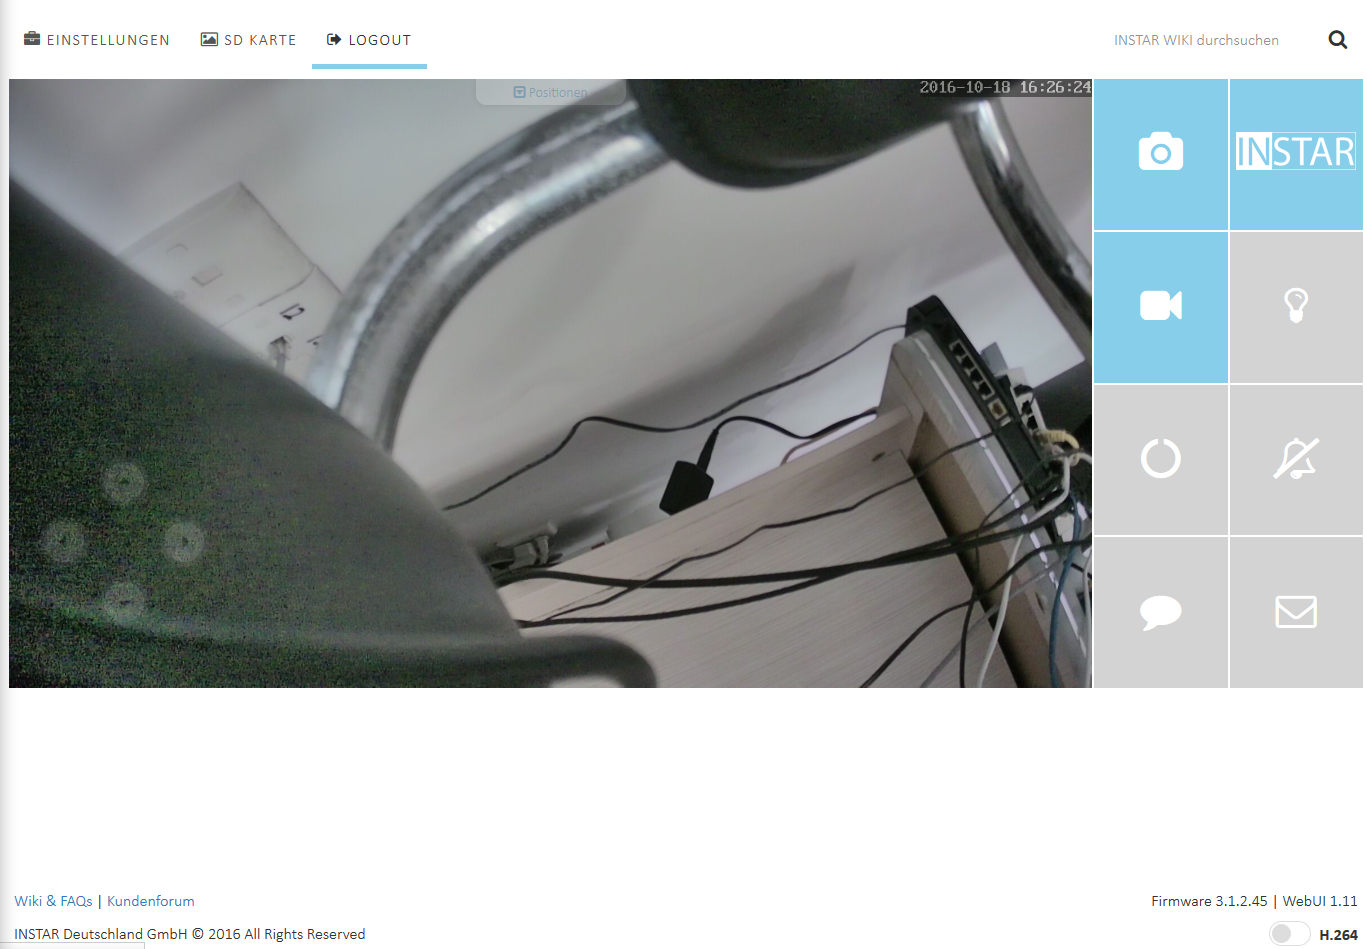 EINSTELLUNGEN SD KARTE LOGOUT INSTAR WIKI durchsuchen
Positionen 2016-10-18 16:26:24
INSTAR
Wiki & FAQs | Kundenforum Firmware 3.1.2.45 | WebUI 1.11
INSTAR Deutschland GmbH © 2016 All Rights Reserved H.264